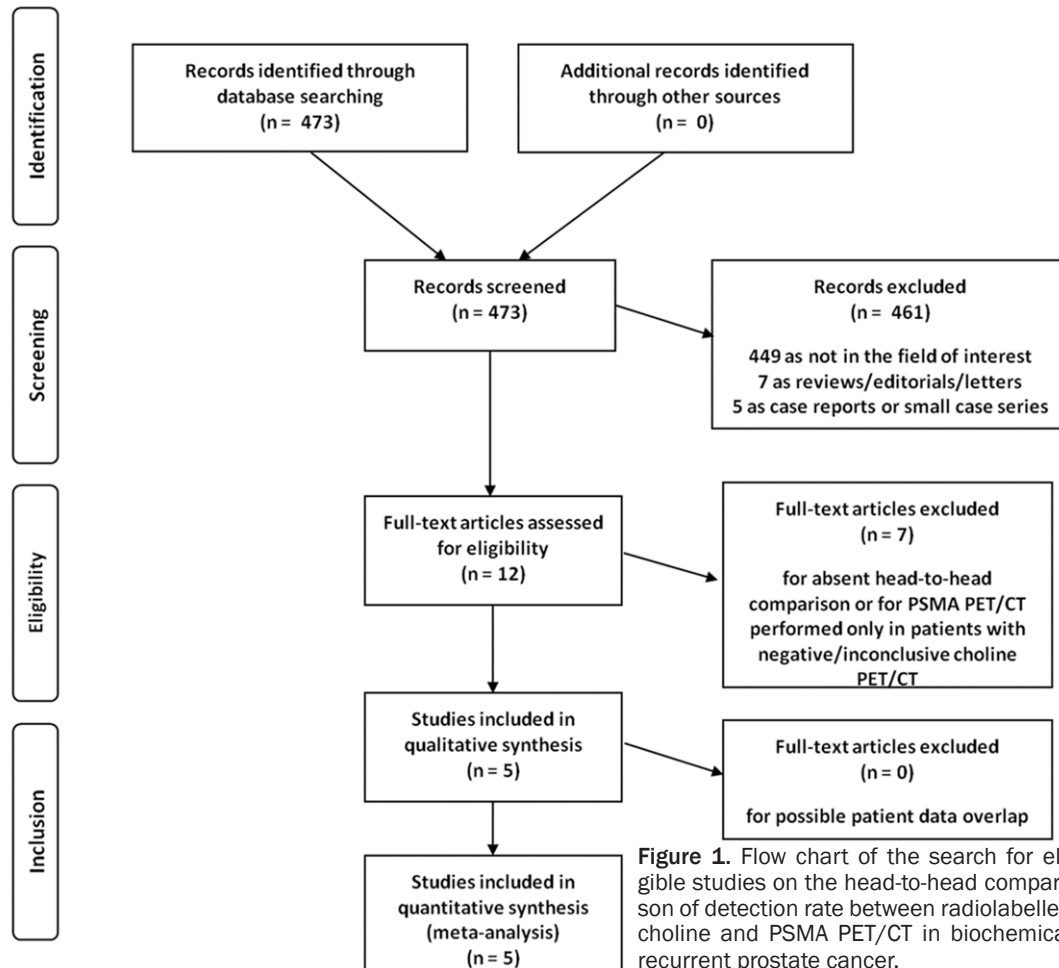 Identification
Records identified through
database searching
(n = 473)
Additional records identified
through other sources
(n = 0)
Screening
Records screened
(n = 473)
Records excluded
(n = 461)
449 as not in the field of interest
7 as reviews/editorials/letters
5 as case reports or small case series
Eligibility
Full-text articles assessed
for eligibility
(n = 12)
Full-text articles excluded
(n = 7)
for absent head-to-head
comparison or for PSMA PET/CT
performed only in patients with
negative/inconclusive choline
PET/CT
Inclusion
Studies included in
qualitative synthesis
(n = 5)
Full-text articles excluded
(n = 0)
for possible patient data overlap
Studies included in
quantitative synthesis
(meta-analysis)
(n = 5)
Figure 1. Flow chart of the search for el
gible studies on the head-to-head compar
son of detection rate between radiolabelle
choline and PSMA PET/CT in biochemica
recurrent prostate cancer.